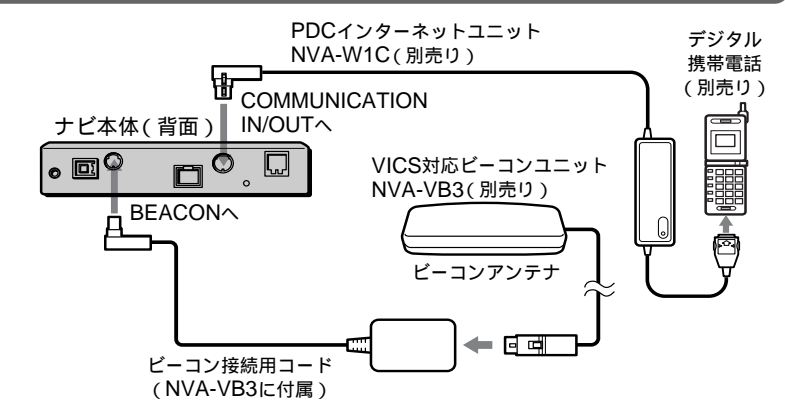 PDCインターネットユニット
NVA-W1C（別売り）
デジタル
携帯電話
（別売り）
COMMUNICATION
IN/OUTへ
ナビ本体（背面）
VICS対応ビーコンユニット
NVA-VB3（別売り）
BEACONへ
ビーコンアンテナ
ビーコン接続用コード
（NVA-VB3に付属）